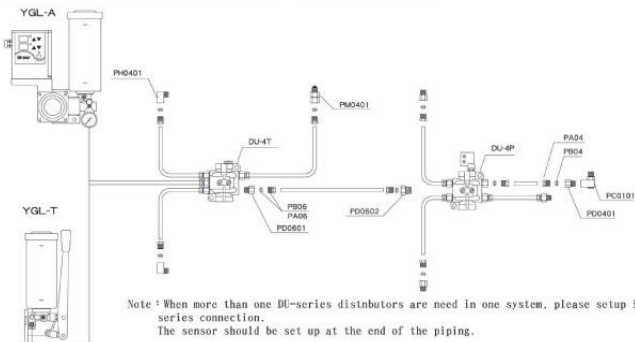 YGL-A
PH0401
PM0401
DU-4T
DU-4P
PA04
PB04
PC0101
PD0401
PB06
PA06
PD0602
PD0601
YGL-T
Note : When more than one DU-series distnbutors are need in one system, please setup
series connection.
The sensor should be set up at the end of the piping.